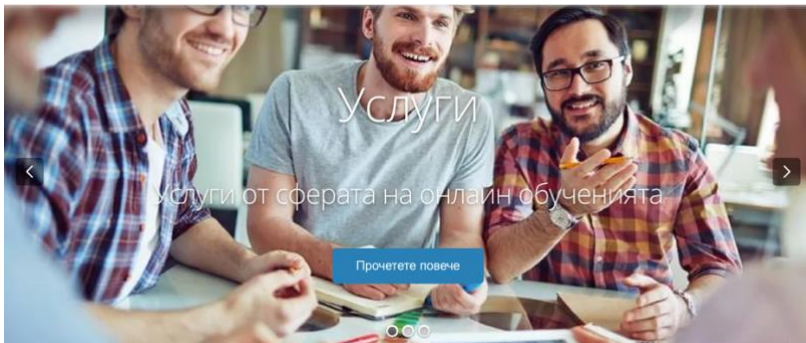 Услуги
Услуги от сферата на онлайн обученията
Прочетете повече